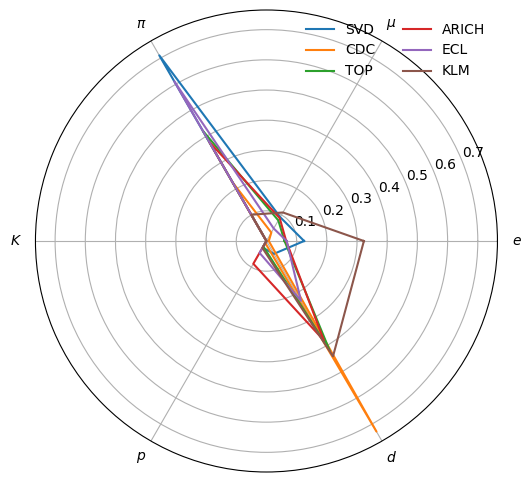 π
μ
SVD ARICH
CDC ECL
TOP KLM
0.7
0.6
0.5
0.4
0.3
0.2
0.1
K
e
p
d